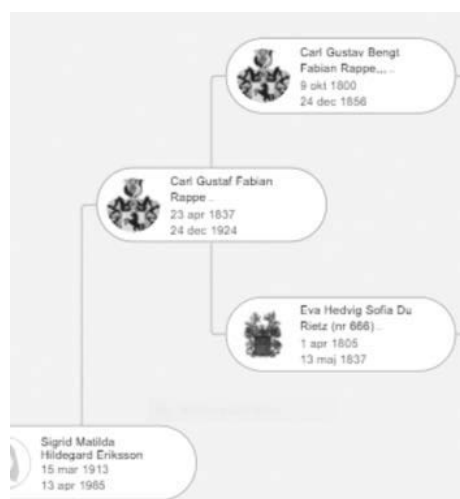 Carl Gustav Bengt
Fabian Rappe,,, ..
9 okt 1800
24 dec 1856
Carl Gustaf Fabian
Rappe ..
23 apr 1837
24 dec 1924
Eva Hedvig Sofia Du
Rietz (nr 666) ..
1 apr 1805
13 maj 1837
Sigrid Matilda
Hildegard Eriksson
15 mar 1913
13 apr 1985